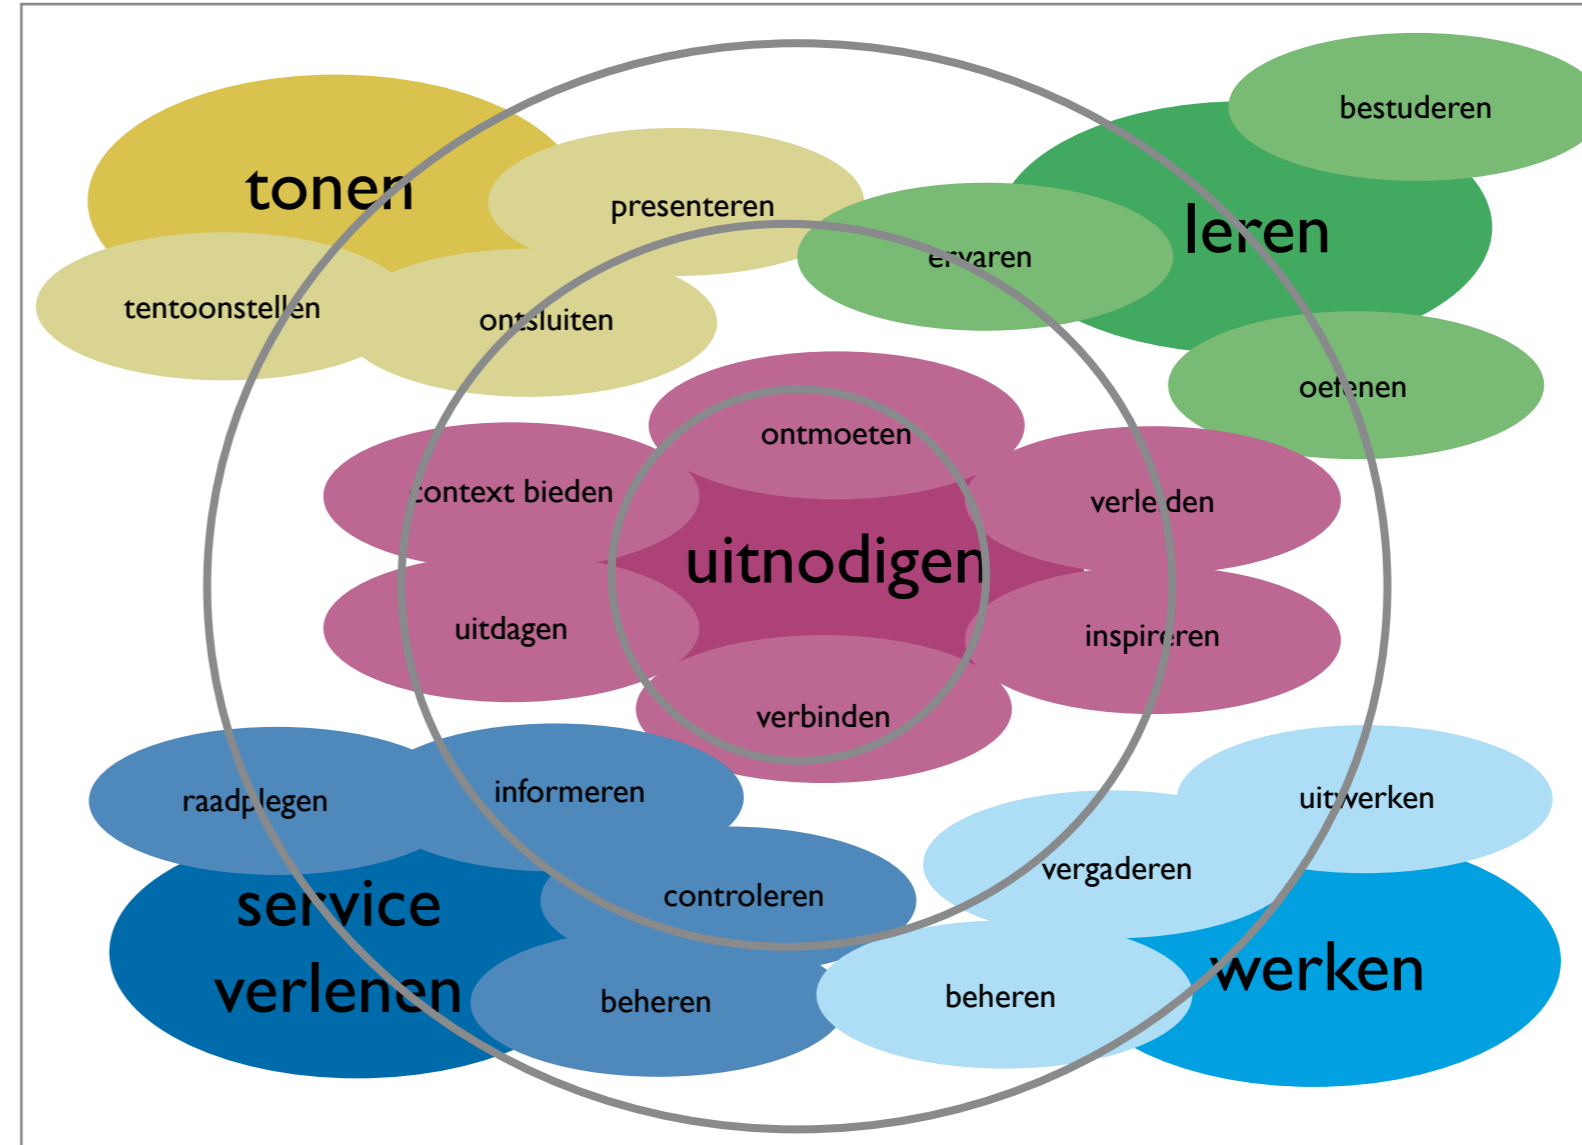 bestuderen
tonen
presenteren
leren
ervaren
tentoonstellen
ontsluiten
oefenen
ontmoeten
context bieden
verleiden
uitnodigen
uitdagen
inspireren
verbinden
raadplegen
informeren
uitwerken
vergaderen
controleren
service
verlenen
werken
beheren
beheren